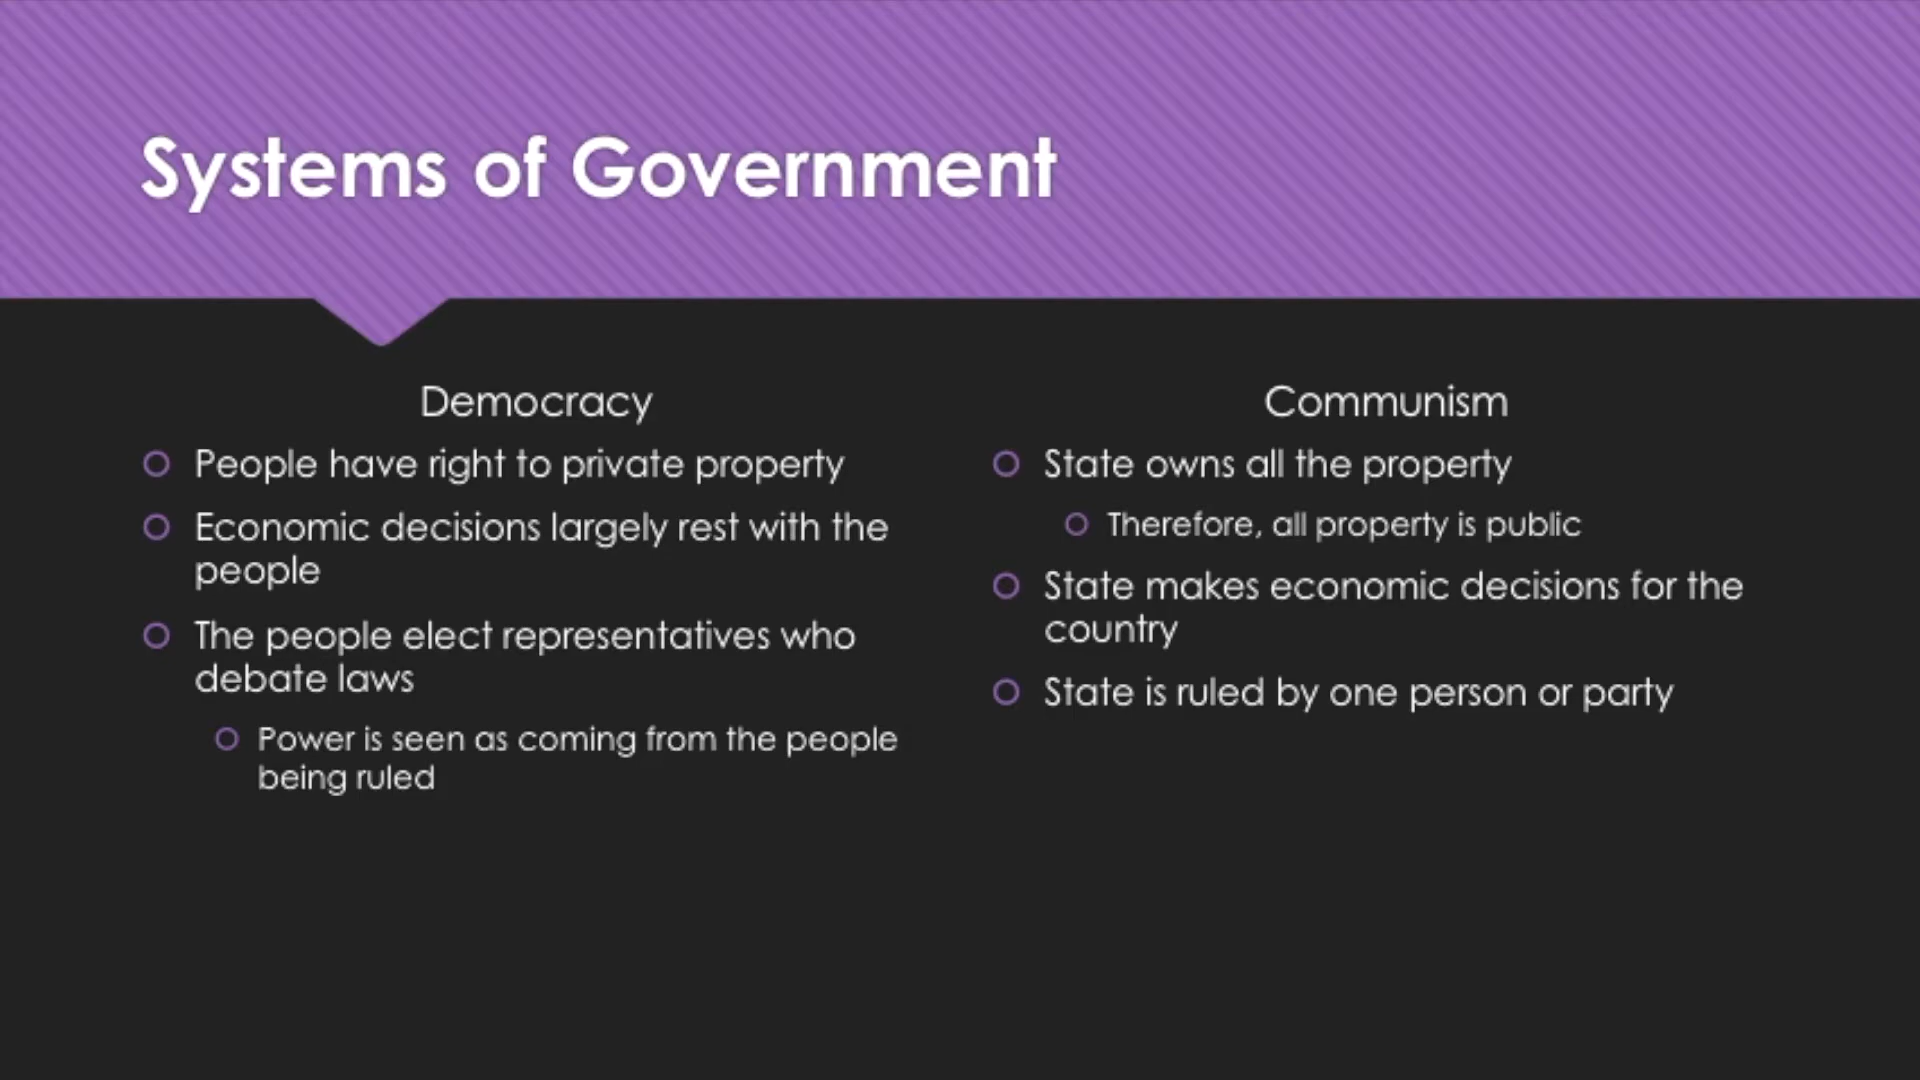 Systems of Government
Democracy
People have right to private property
Economic decisions largely rest with the
people
The people elect representatives who
debate laws
Power is seen as coming from the people
being ruled
Communism
State owns all the property
Therefore, all property is public
State makes economic decisions for the
country
State is ruled by one person or party